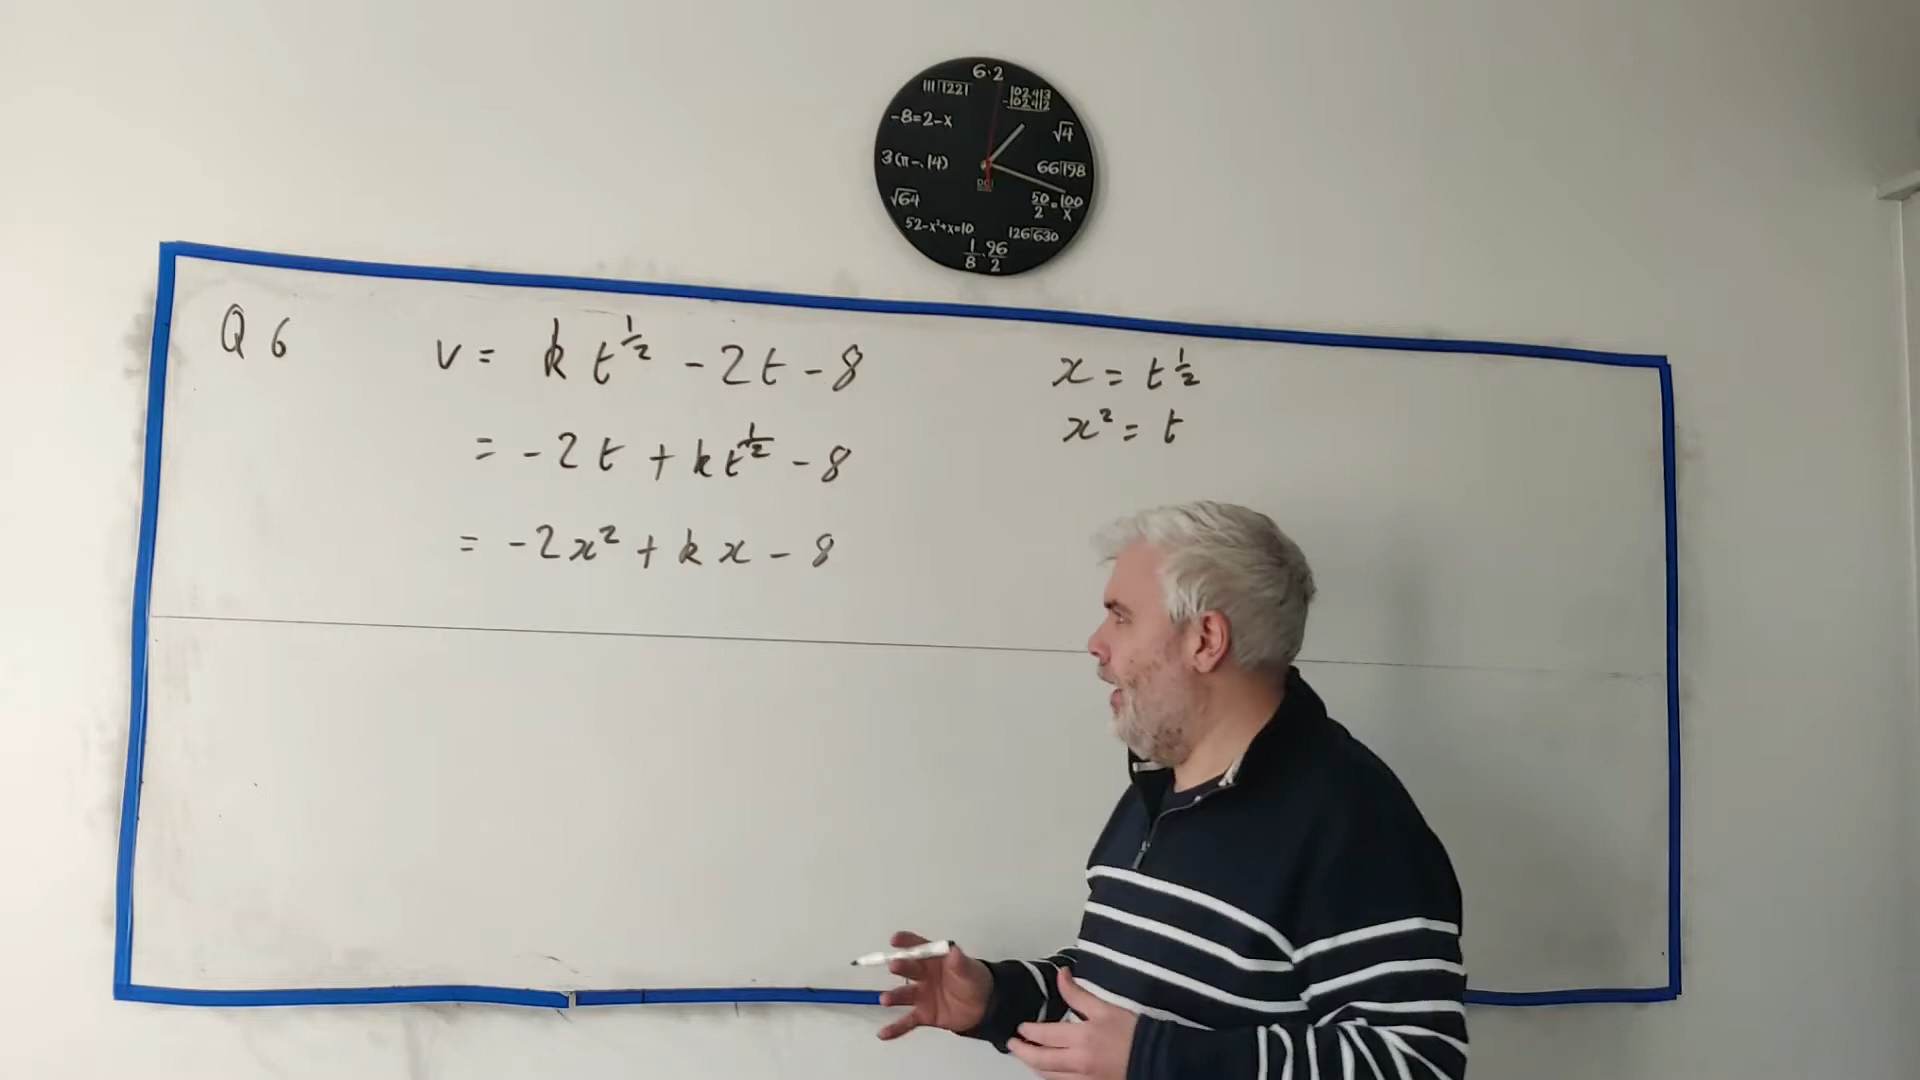 6·2
111⟌1221
102,413
-102,412
-8=2-x
√4
3(π-.14)
66⟌198
√64
50/2=100/x
52-x²+x=10
126⟌630
1/8·96/2
Q6
v = kt^½ - 2t - 8
x = t^½
= -2t + kt^½ - 8
x² = t
= -2x² + kx - 8